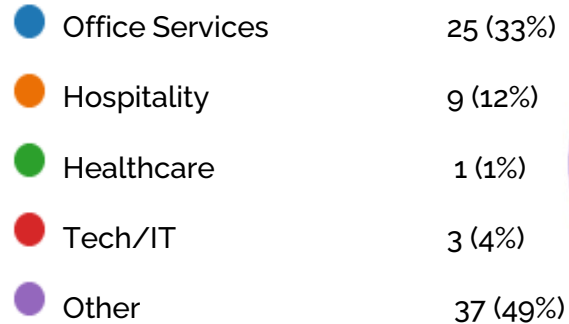 Office Services 25 (33%)
Hospitality 9 (12%)
Healthcare 1 (1%)
Tech/IT 3 (4%)
Other 37 (49%)